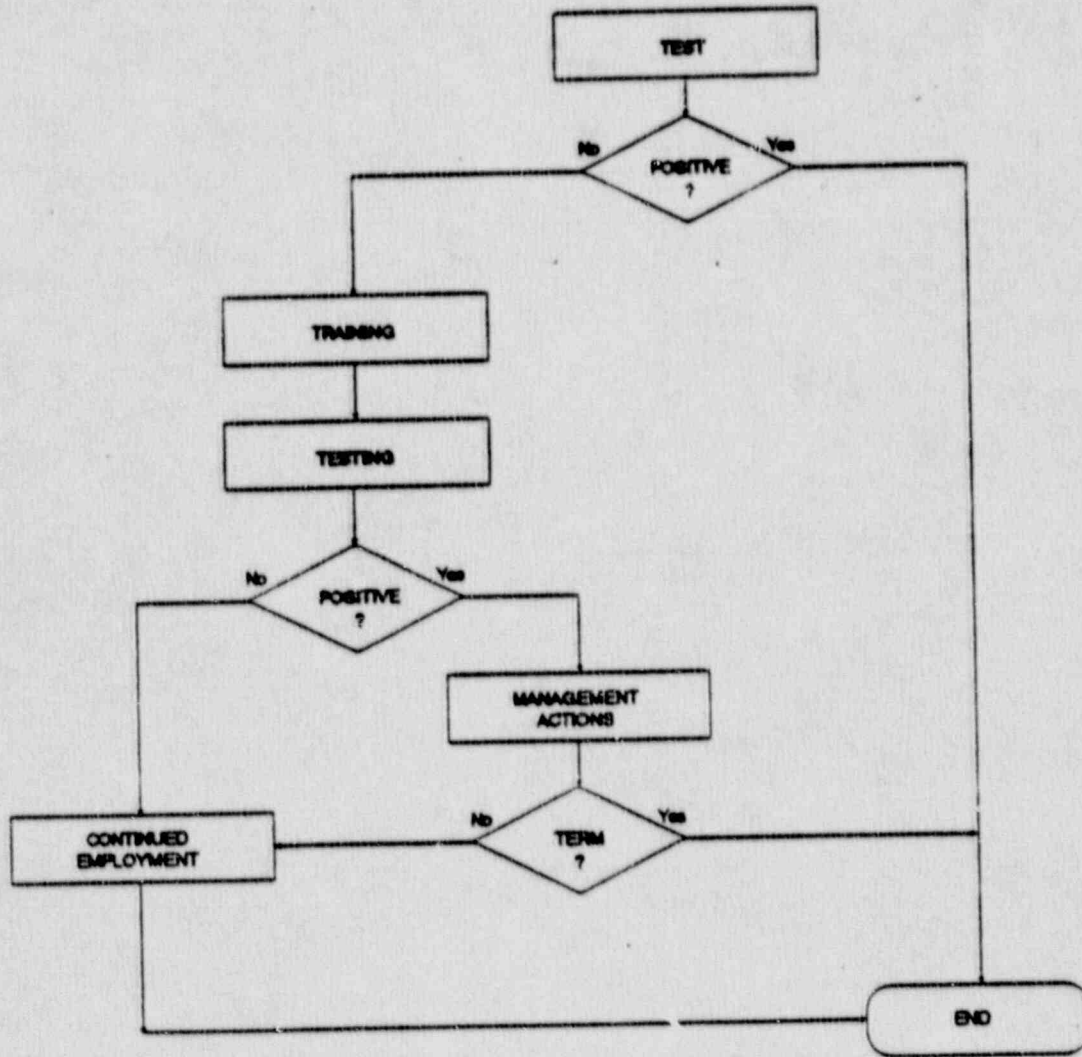 TEST
No
Yes
POSITIVE
?
TRAINING
TESTING
No
Yes
POSITIVE
?
MANAGEMENT
ACTIONS
No
Yes
TERM
?
CONTINUED
EMPLOYMENT
END